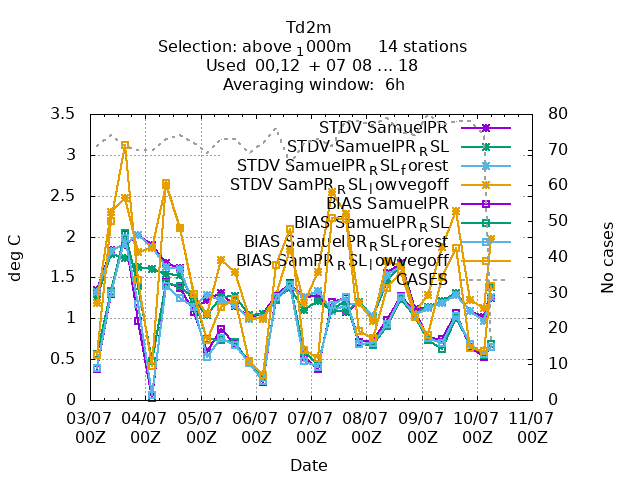 Td2m
Selection: above_1000m 14 stations
Used 00,12 + 07 08 ... 18
Averaging window: 6h
3.5 80
STDV SamuelPR
STDV SamuelPR_RSL
STDV SamuelPR_RSL_forest
STDV SamPR_RSL_lowvegoff
BIAS SamuelPR
BIAS SamuelPR_RSL
BIAS SamuelPR_RSL_forest
BIAS SamPR_RSL_lowvegoff
CASES
3 70
2.5 60
2 50
1.5 40
1 30
0.5 20
0 10
0
deg C
No cases
03/07 04/07 05/07 06/07 07/07 08/07 09/07 10/07 11/07
00Z 00Z 00Z 00Z 00Z 00Z 00Z 00Z 00Z
Date